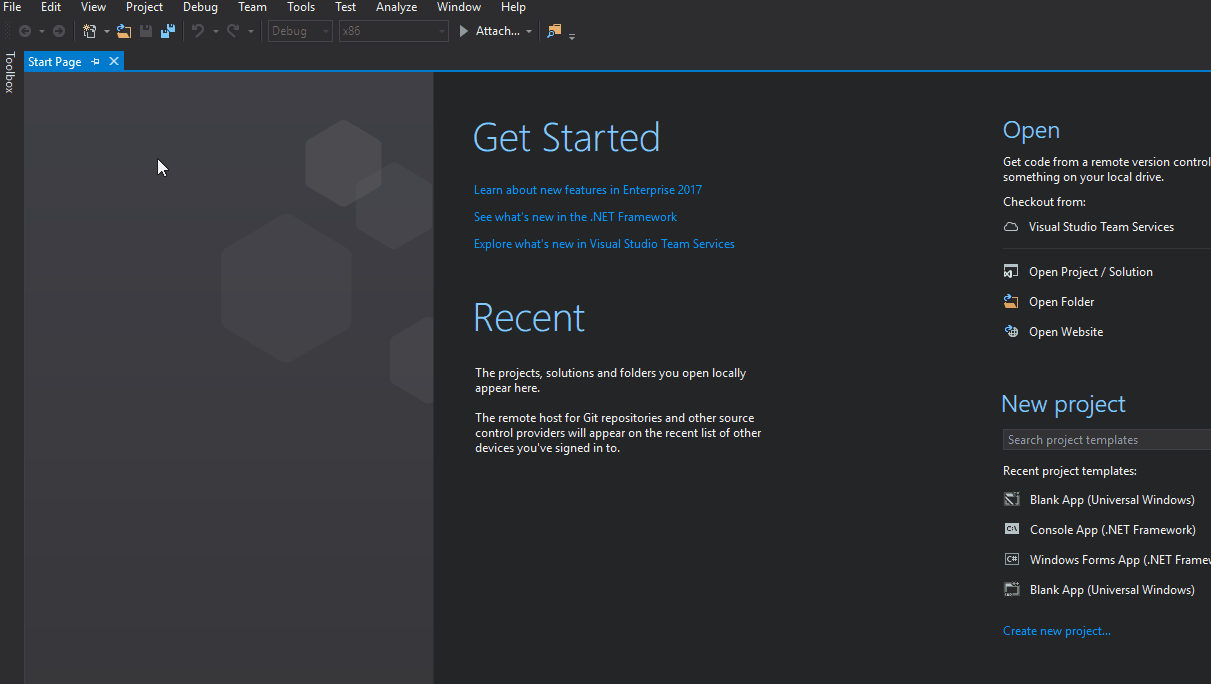 File Edit View Project Debug Team Tools Test Analyze Window Help
Debug x86 Attach...
Toolbox
Start Page
Get Started
Learn about new features in Enterprise 2017
See what's new in the .NET Framework
Explore what's new in Visual Studio Team Services
Recent
The projects, solutions and folders you open locally
appear here.
The remote host for Git repositories and other source
control providers will appear on the recent list of other
devices you've signed in to.
Open
Get code from a remote version control
something on your local drive.
Checkout from:
Visual Studio Team Services
Open Project / Solution
Open Folder
Open Website
New project
Search project templates
Recent project templates:
Blank App (Universal Windows)
Console App (.NET Framework)
Windows Forms App (.NET Framew
Blank App (Universal Windows)
Create new project...